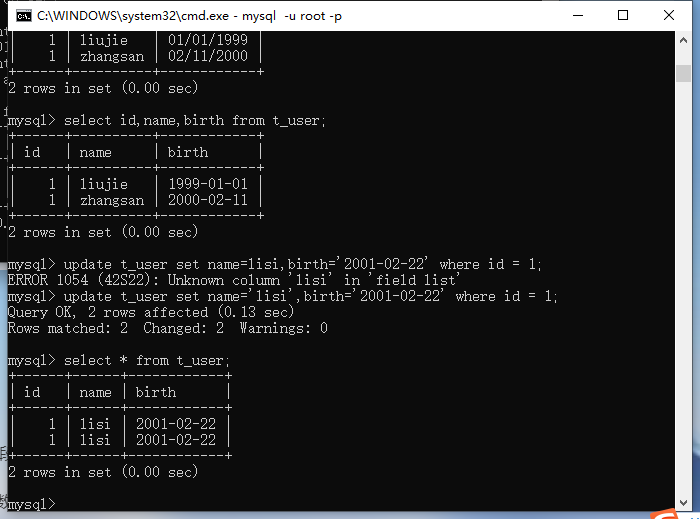 C:\WINDOWS\system32\cmd.exe - mysql  -u root -p
|    1 | liujie   | 01/01/1999 |
|    1 | zhangsan | 02/11/2000 |
+------+----------+------------+
2 rows in set (0.00 sec)
mysql> select id,name,birth from t_user;
+------+----------+------------+
| id   | name     | birth      |
+------+----------+------------+
|    1 | liujie   | 1999-01-01 |
|    1 | zhangsan | 2000-02-11 |
+------+----------+------------+
2 rows in set (0.00 sec)
mysql> update t_user set name=lisi,birth='2001-02-22' where id = 1;
ERROR 1054 (42S22): Unknown column 'lisi' in 'field list'
mysql> update t_user set name='lisi',birth='2001-02-22' where id = 1;
Query OK, 2 rows affected (0.13 sec)
Rows matched: 2  Changed: 2  Warnings: 0
mysql> select * from t_user;
+------+------+------------+
| id   | name | birth      |
+------+------+------------+
|    1 | lisi | 2001-02-22 |
|    1 | lisi | 2001-02-22 |
+------+------+------------+
2 rows in set (0.00 sec)
mysql>